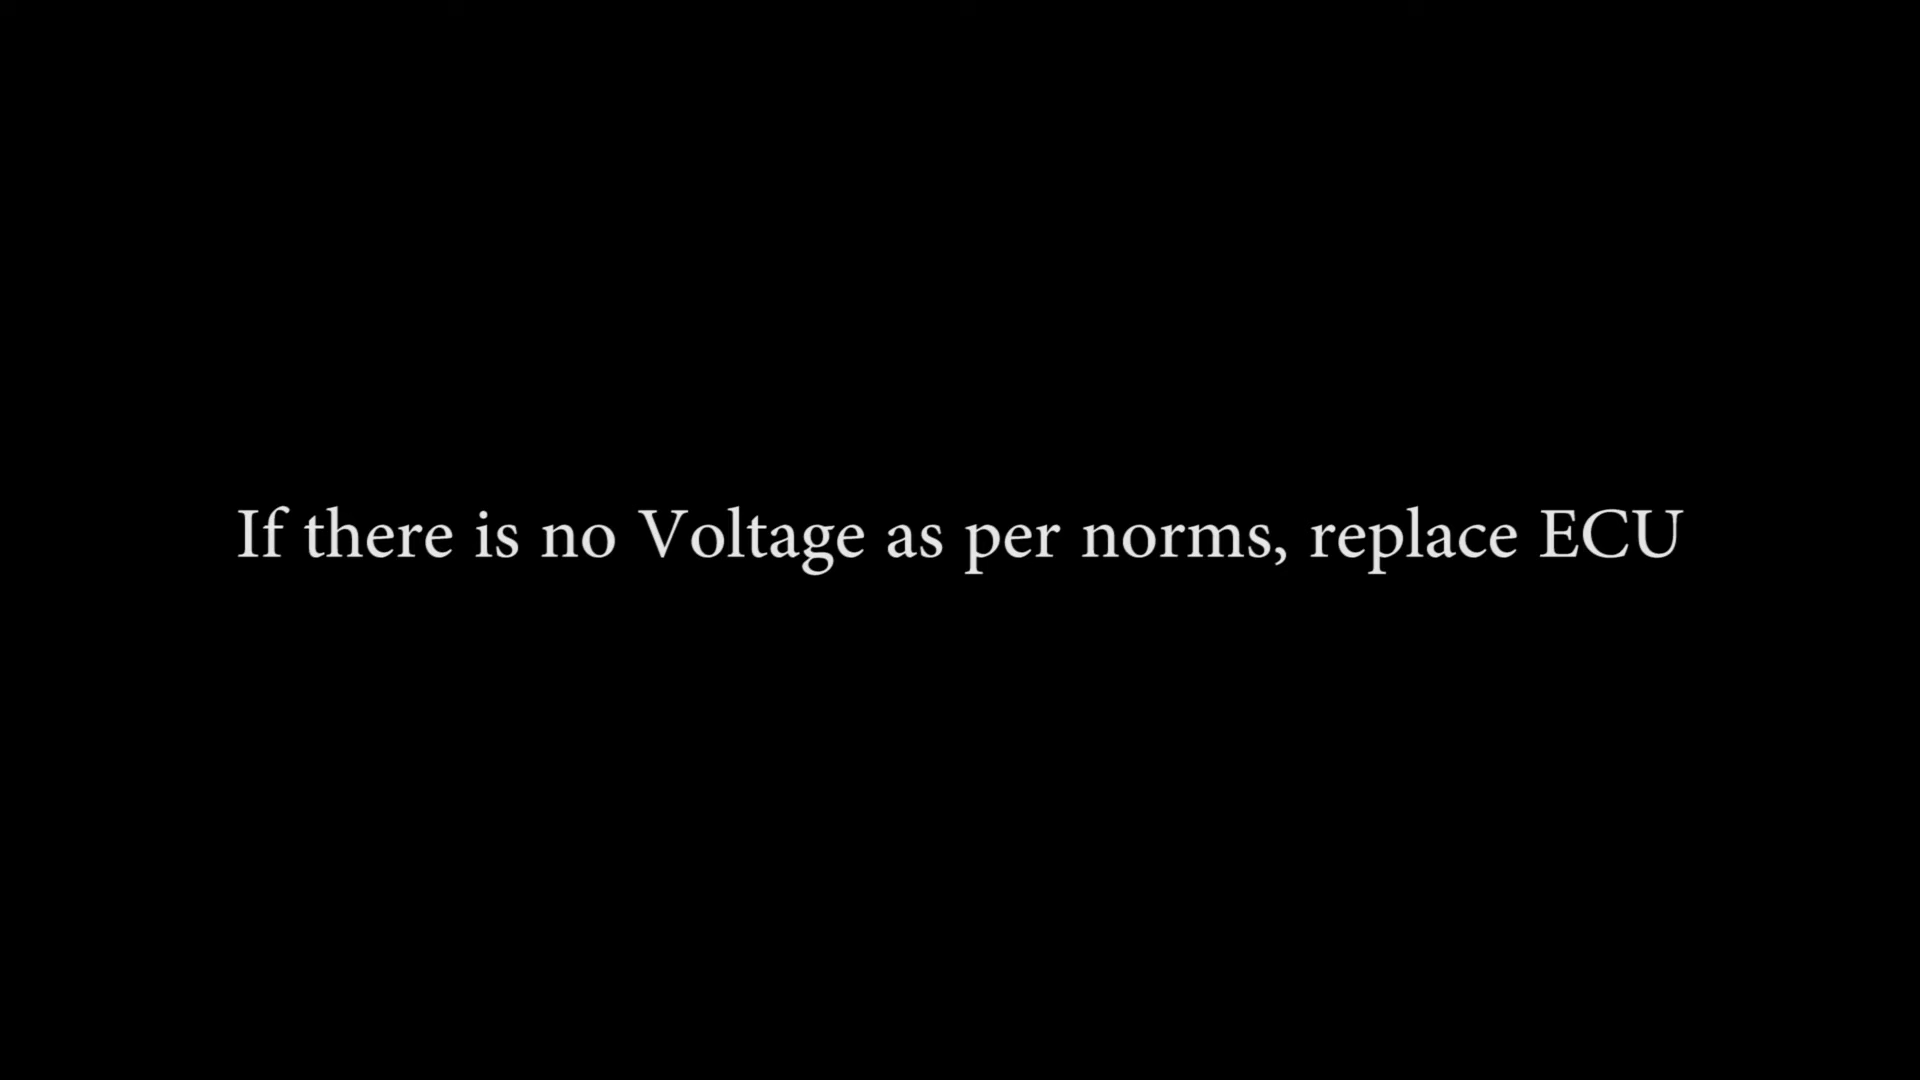 If there is no Voltage as per norms, replace ECU